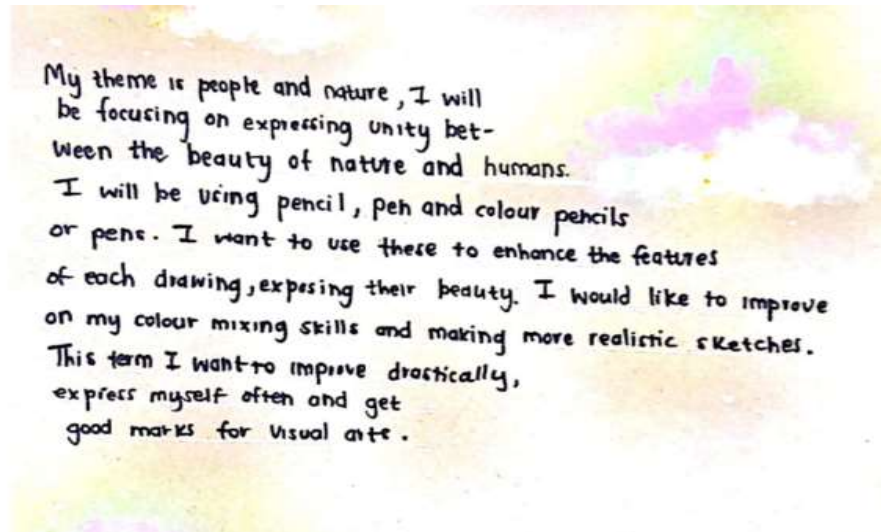 My theme is people and nature, I will
be focusing on expressing unity bet-
ween the beauty of nature and humans.
I will be using pencil, pen and colour pencils
or pens. I want to use these to enhance the features
of each drawing, exposing their beauty. I would like to improve
on my colour mixing skills and making more realistic sketches.
This term I want to improve drastically,
express myself often and get
good marks for visual arts.